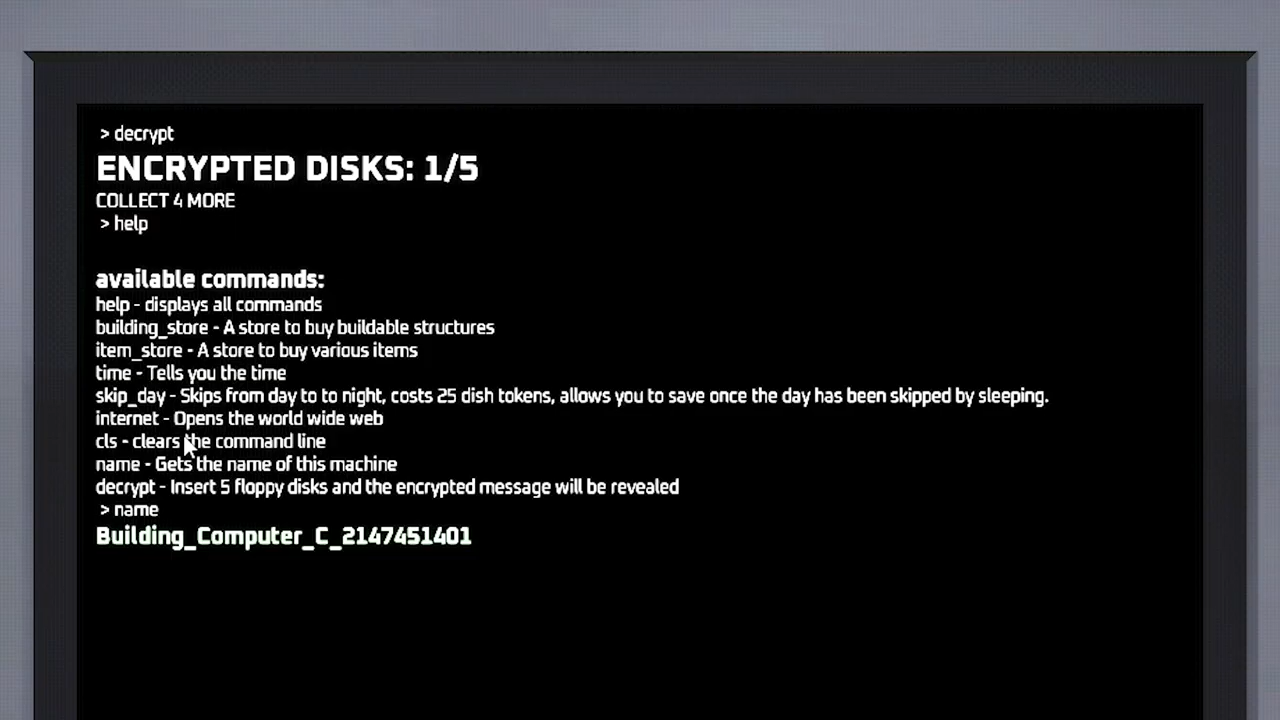 > decrypt
ENCRYPTED DISKS: 1/5
COLLECT 4 MORE
> help
available commands:
help - displays all commands
building_store - A store to buy buildable structures
item_store - A store to buy various items
time - Tells you the time
skip_day - Skips from day to to night, costs 25 dish tokens, allows you to save once the day has been skipped by sleeping.
internet - Opens the world wide web
cls - clears the command line
name - Gets the name of this machine
decrypt - Insert 5 floppy disks and the encrypted message will be revealed
> name
Building_Computer_C_2147451401